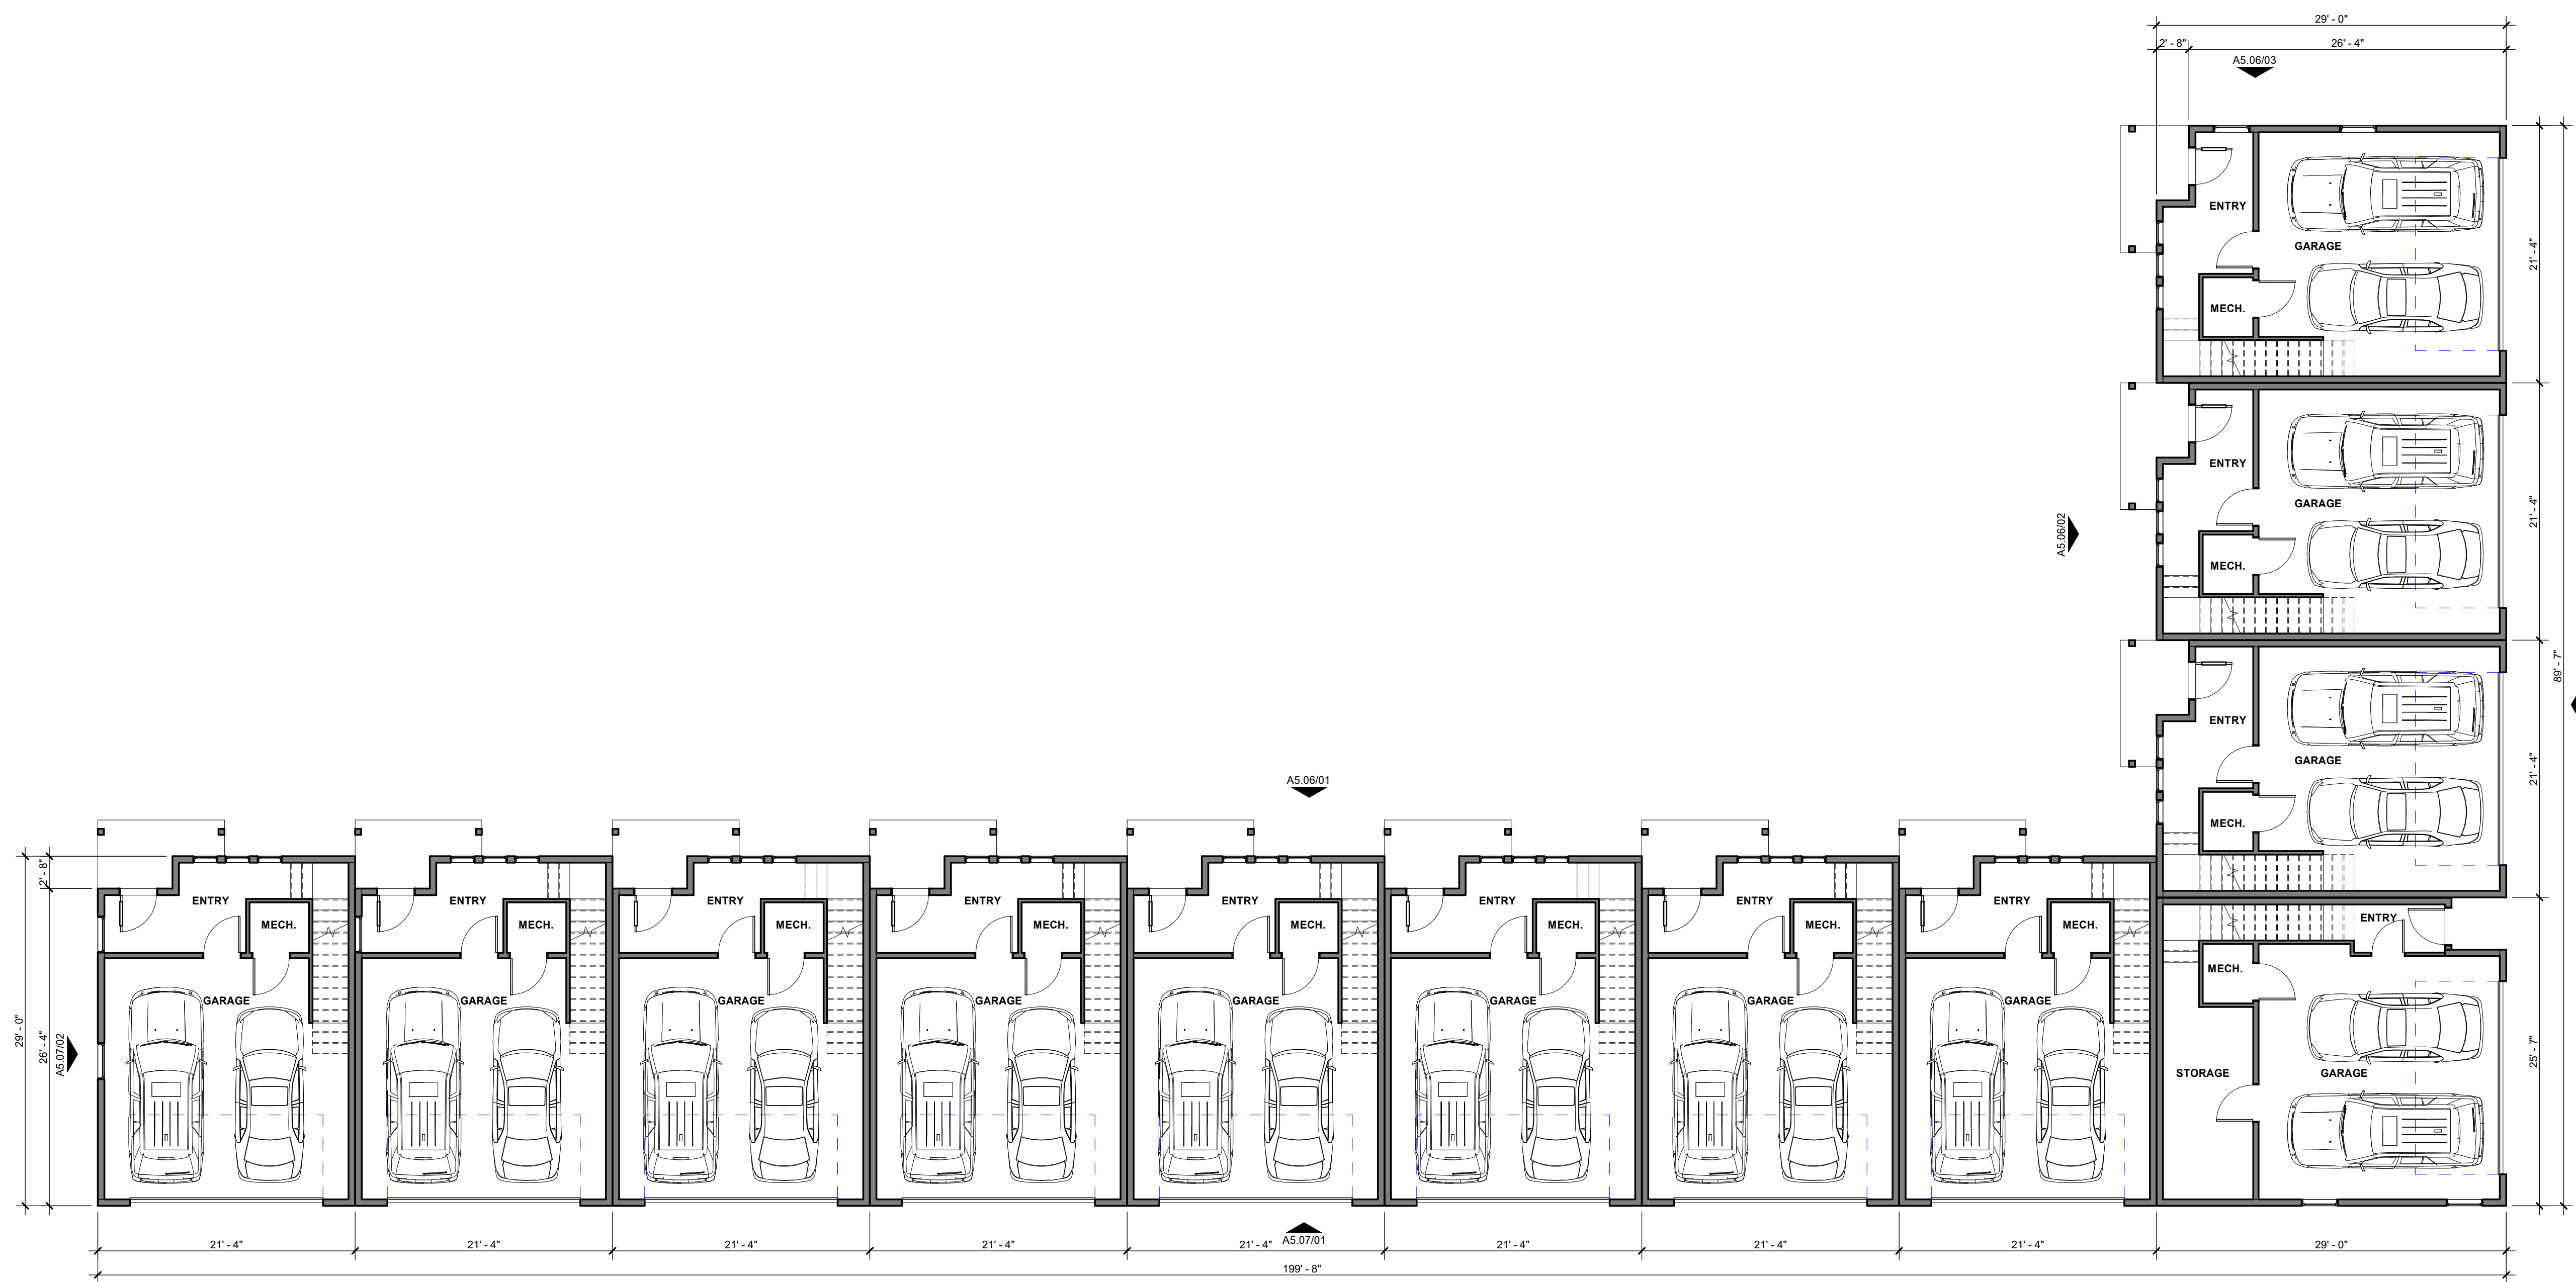 29' - 0"
2' - 8"
26' - 4"
A5.06/03
ENTRY
GARAGE
MECH.
21' - 4"
ENTRY
GARAGE
MECH.
21' - 4"
A5.06/02
ENTRY
GARAGE
MECH.
21' - 4"
89' - 7"
A5.06/01
2' - 8"
26' - 4"
29' - 0"
A5.07/02
ENTRY
MECH.
GARAGE
ENTRY
MECH.
GARAGE
ENTRY
MECH.
GARAGE
ENTRY
MECH.
GARAGE
ENTRY
MECH.
GARAGE
ENTRY
MECH.
GARAGE
ENTRY
MECH.
GARAGE
ENTRY
MECH.
GARAGE
ENTRY
MECH.
STORAGE
GARAGE
25' - 7"
A5.07/01
21' - 4"
21' - 4"
21' - 4"
21' - 4"
21' - 4"
21' - 4"
21' - 4"
21' - 4"
29' - 0"
199' - 8"